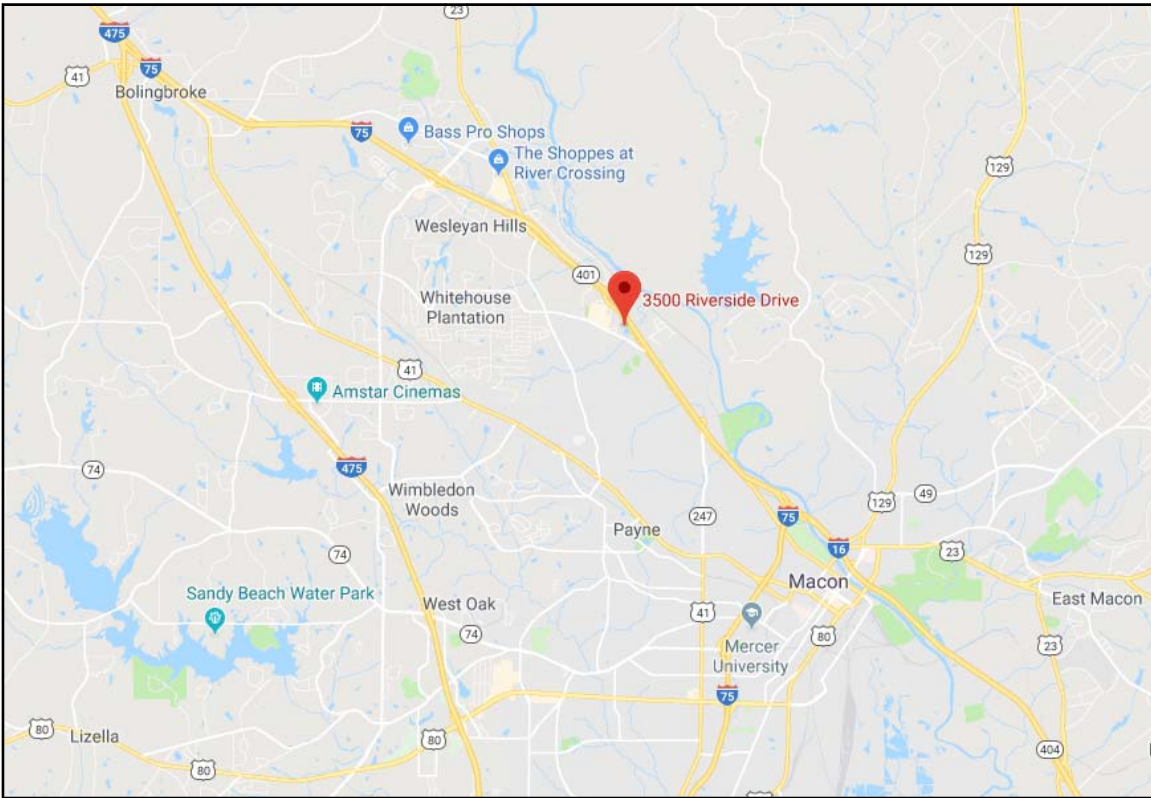 23
475
75
41
Bolingbroke
75
Bass Pro Shops
The Shoppes at
River Crossing
129
Wesleyan Hills
129
401
3500 Riverside Drive
Whitehouse
Plantation
41
Amstar Cinemas
74
475
Wimbledon
Woods
49
129
247
75
Payne
16
23
74
Macon
Sandy Beach Water Park
West Oak
41
East Macon
74
80
Mercer
University
23
75
80
Lizella
80
80
404